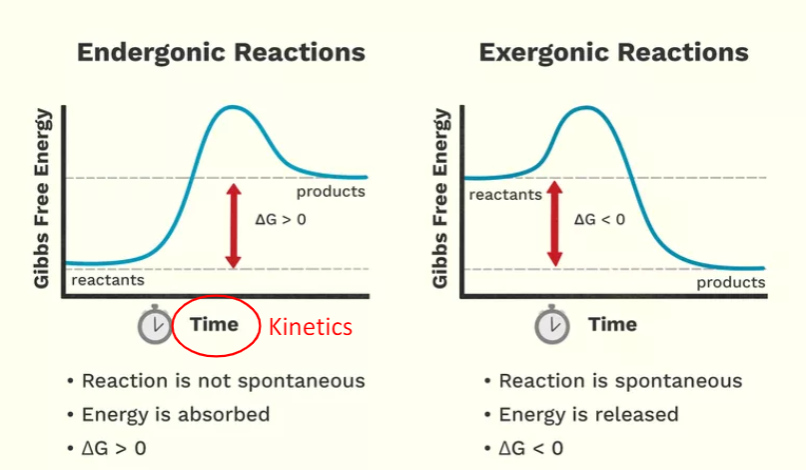 Endergonic Reactions
Gibbs Free Energy
products
ΔG > 0
reactants
Time
Kinetics
• Reaction is not spontaneous
• Energy is absorbed
• ΔG > 0
Exergonic Reactions
Gibbs Free Energy
reactants
ΔG < 0
products
Time
• Reaction is spontaneous
• Energy is released
• ΔG < 0